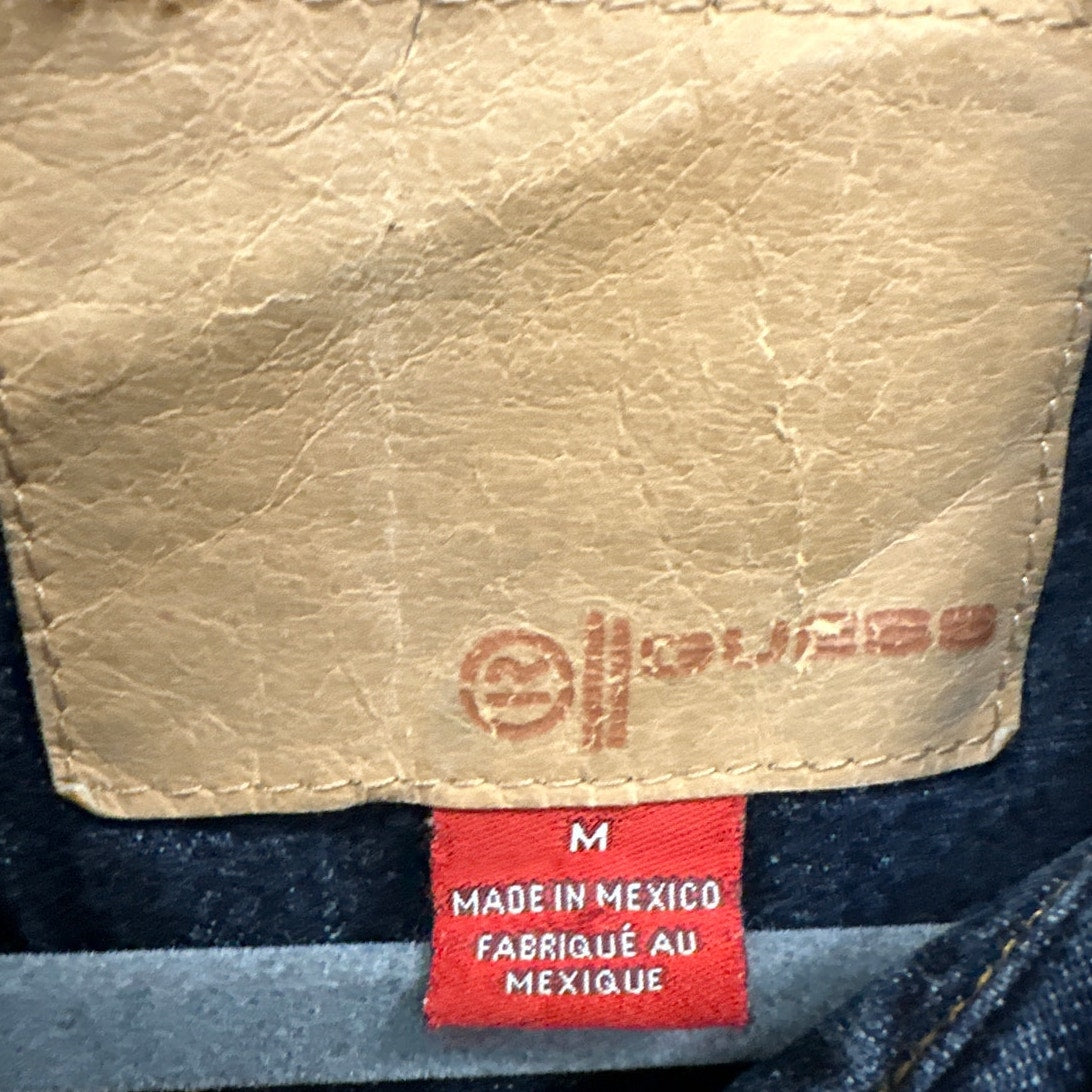 GUESS
M
MADE IN MEXICO
FABRIQUÉ AU
MEXIQUE